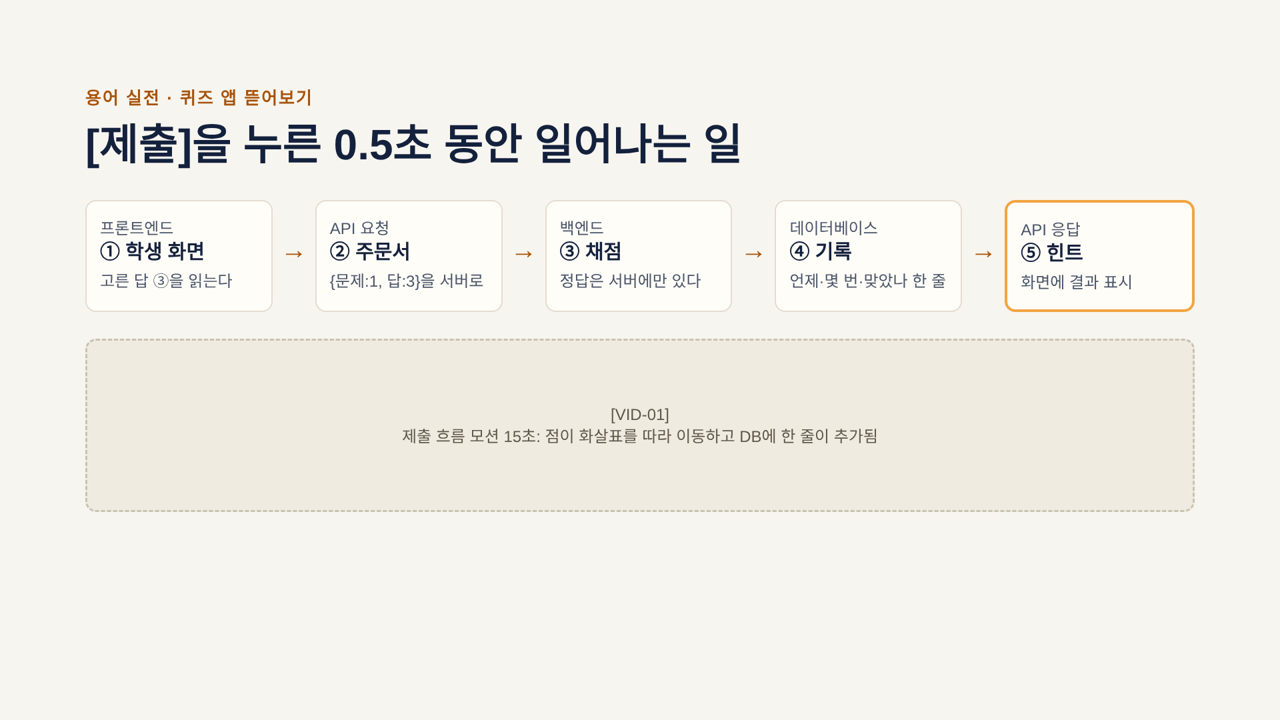 용어 실전 · 퀴즈 앱 뜯어보기
[제출]을 누른 0.5초 동안 일어나는 일
프론트엔드
① 학생 화면
고른 답 ③을 읽는다
→
API 요청
② 주문서
{문제:1, 답:3}을 서버로
→
백엔드
③ 채점
정답은 서버에만 있다
→
데이터베이스
④ 기록
언제·몇 번·맞았나 한 줄
→
API 응답
⑤ 힌트
화면에 결과 표시
[VID-01]
제출 흐름 모션 15초: 점이 화살표를 따라 이동하고 DB에 한 줄이 추가됨